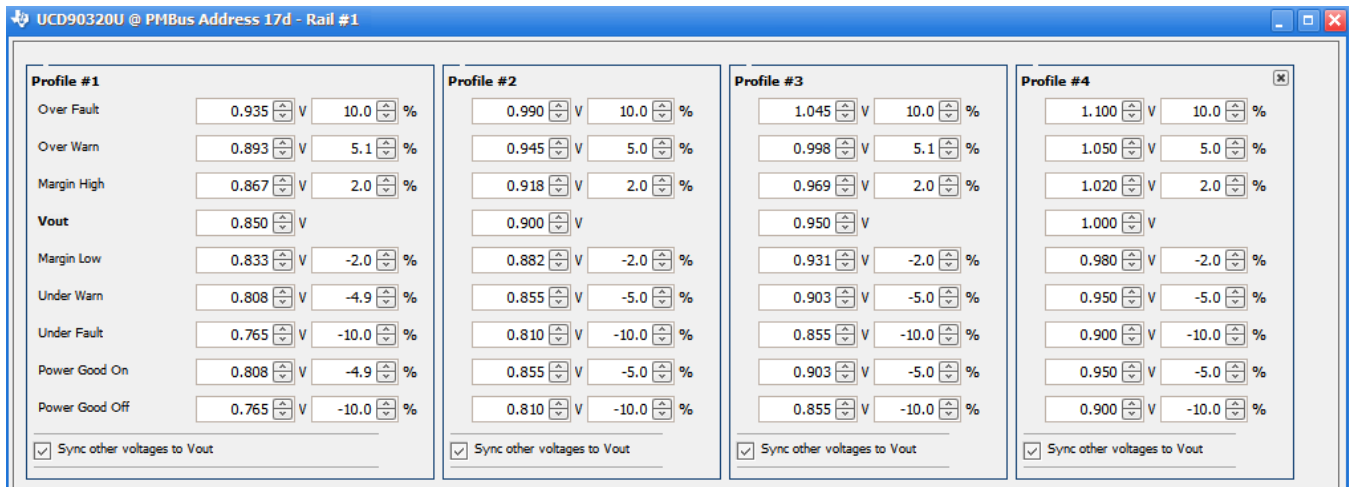 UCD90320U @ PMBus Address 17d - Rail #1
Profile #1 Profile #2 Profile #3 Profile #4
Over Fault 0.935 V 10.0 % 0.990 V 10.0 % 1.045 V 10.0 % 1.100 V 10.0 %
Over Warn 0.893 V 5.1 % 0.945 V 5.0 % 0.998 V 5.1 % 1.050 V 5.0 %
Margin High 0.867 V 2.0 % 0.918 V 2.0 % 0.969 V 2.0 % 1.020 V 2.0 %
Vout 0.850 V 0.900 V 0.950 V 1.000 V
Margin Low 0.833 V -2.0 % 0.882 V -2.0 % 0.931 V -2.0 % 0.980 V -2.0 %
Under Warn 0.808 V -4.9 % 0.855 V -5.0 % 0.903 V -5.0 % 0.950 V -5.0 %
Under Fault 0.765 V -10.0 % 0.810 V -10.0 % 0.855 V -10.0 % 0.900 V -10.0 %
Power Good On 0.808 V -4.9 % 0.855 V -5.0 % 0.903 V -5.0 % 0.950 V -5.0 %
Power Good Off 0.765 V -10.0 % 0.810 V -10.0 % 0.855 V -10.0 % 0.900 V -10.0 %
Sync other voltages to Vout Sync other voltages to Vout Sync other voltages to Vout Sync other voltages to Vout